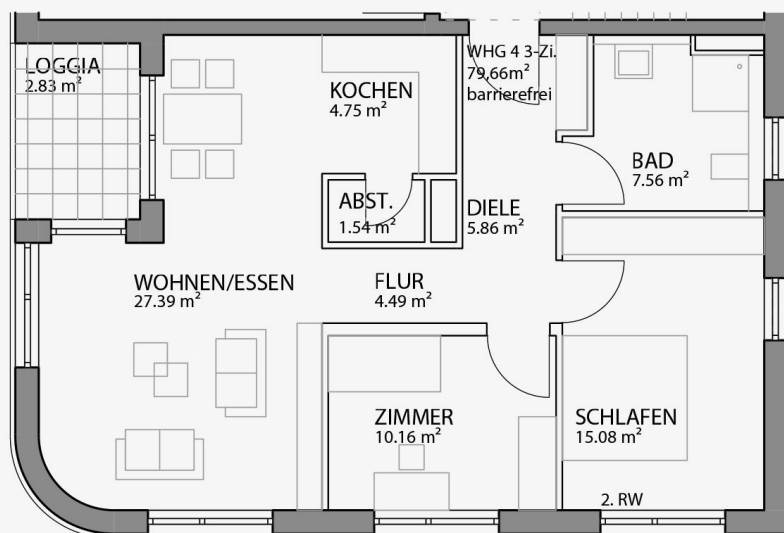 LOGGIA
2.83 m²
KOCHEN
4.75 m²
WHG 4 3-Zi.
79,66m²
barrierefrei
BAD
7.56 m²
ABST.
1.54 m²
DIELE
5.86 m²
WOHNEN/ESSEN
27.39 m²
FLUR
4.49 m²
ZIMMER
10.16 m²
SCHLAFEN
15.08 m²
2. RW